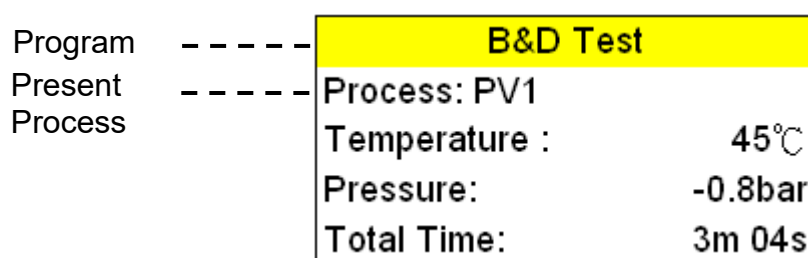 Program
B&D Test
Present
Process
Process: PV1
Temperature : 45℃
Pressure: -0.8bar
Total Time: 3m 04s